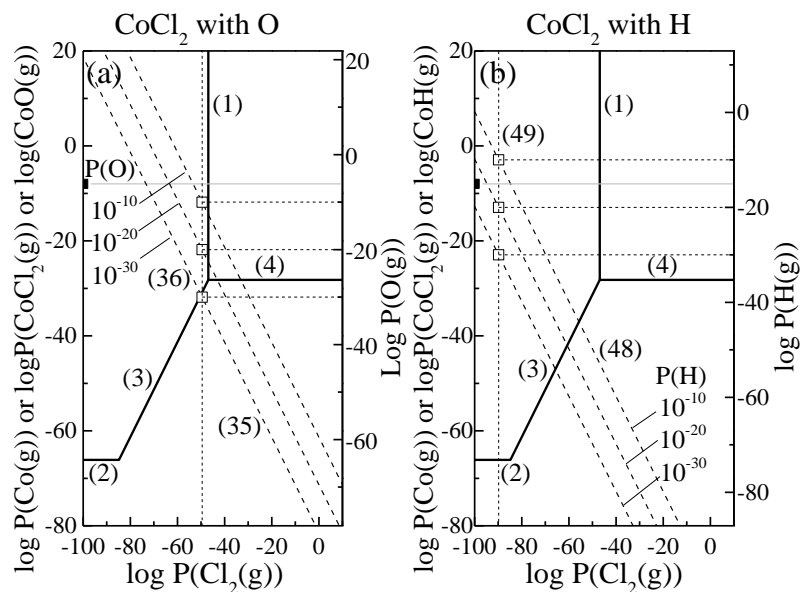 CoCl₂ with O
log P(Co(g)) or logP(CoCl₂(g)) or log(CoO(g))
20
0
-20
-40
-60
-80
(a)
(1)
P(O)
10⁻¹⁰
10⁻²⁰
10⁻³⁰
(36)
(4)
(3)
(35)
(2)
20
0
-20
-40
-60
Log P(O(g))
-100 -80 -60 -40 -20 0
log P(Cl₂(g))
CoCl₂ with H
log P(Co(g)) or logP(CoCl₂(g)) or log(CoH(g))
20
0
-20
-40
-60
-80
(b)
(1)
(49)
(4)
(3)
(48)
P(H)
10⁻¹⁰
10⁻²⁰
10⁻³⁰
(2)
0
-20
-40
-60
-80
log P(H(g))
-100 -80 -60 -40 -20 0
log P(Cl₂(g))